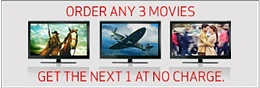 ORDER ANY 3 MOVIES
GET THE NEXT 1 AT NO CHARGE.